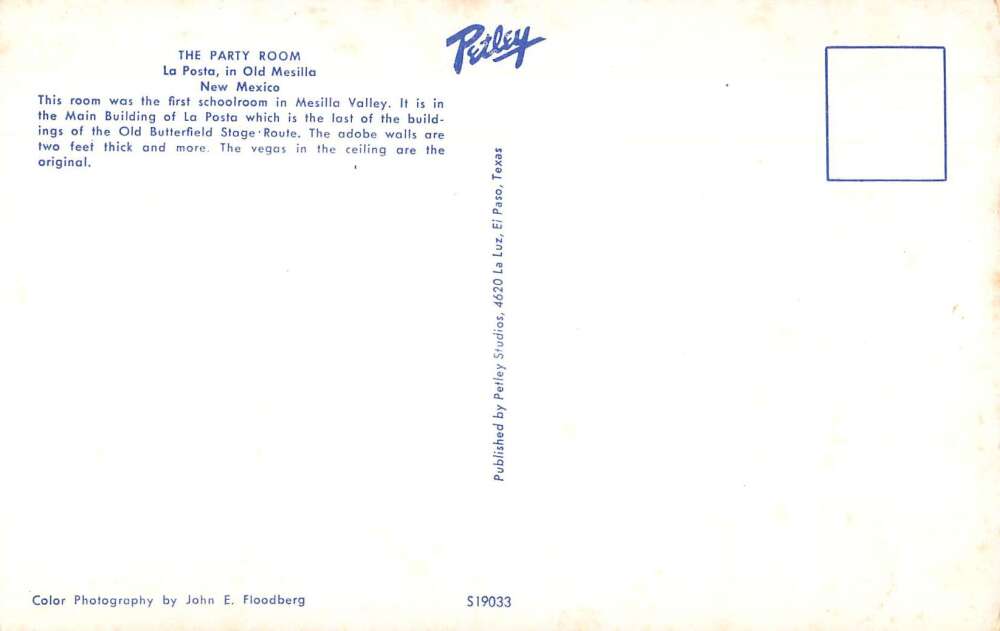 THE PARTY ROOM
La Posta, in Old Mesilla
New Mexico
This room was the first schoolroom in Mesilla Valley. It is in
the Main Building of La Posta which is the last of the build-
ings of the Old Butterfield Stage Route. The adobe walls are
two feet thick and more. The vegas in the ceiling are the
original.
Petley
Published by Petley Studios, 4620 La Luz, El Paso, Texas
Color Photography by John E. Floodberg
S19033